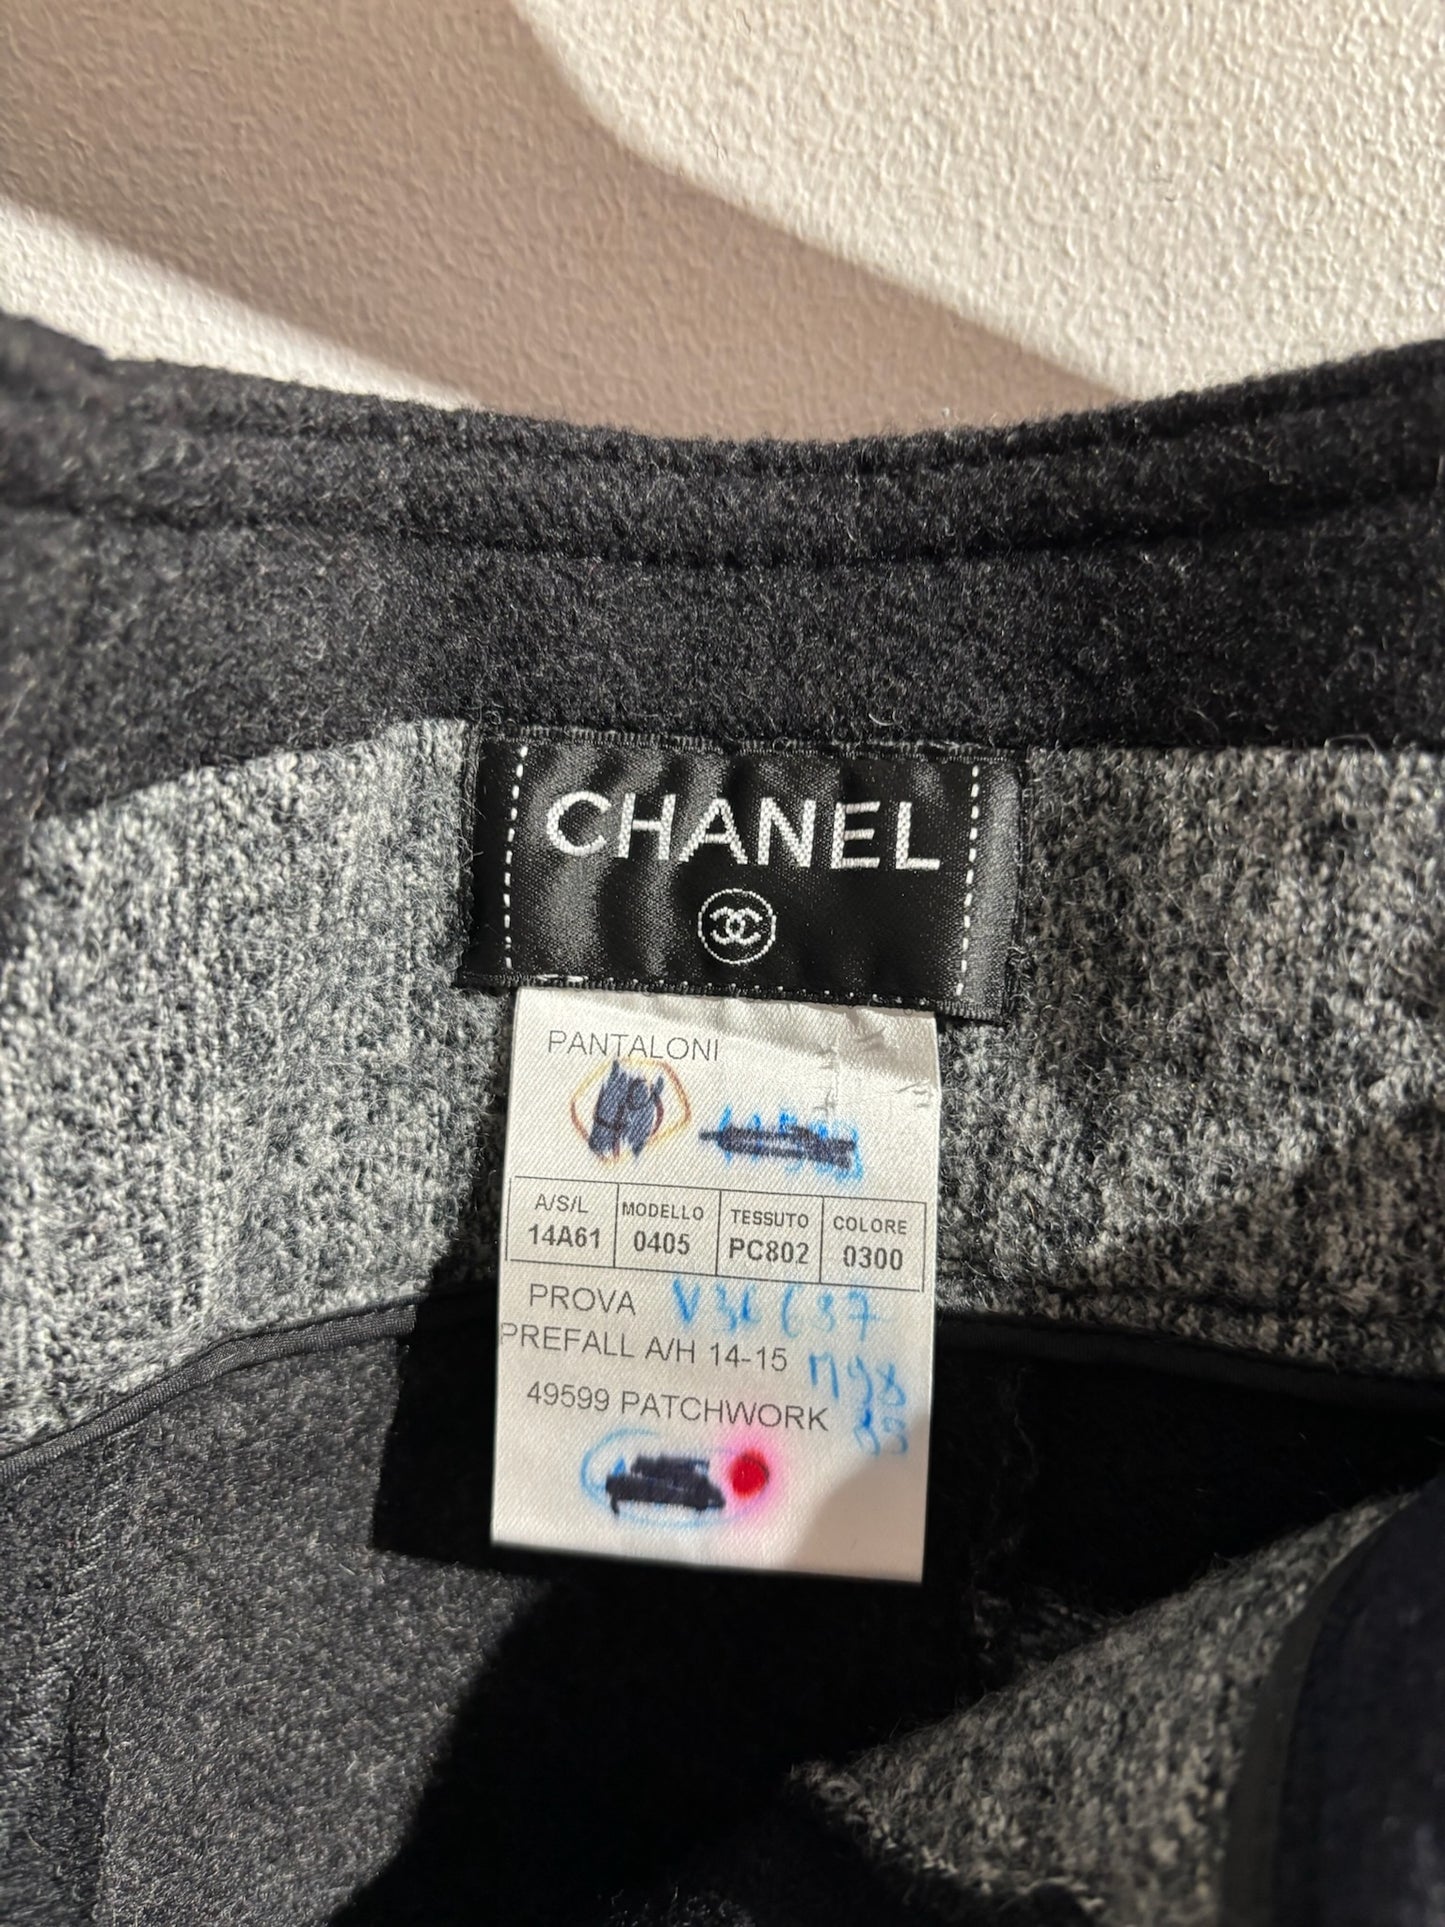 CHANEL
PANTALONI
A/S/L MODELLO TESSUTO COLORE
14A61 0405 PC802 0300
PROVA
PREFALL A/H 14-15
49599 PATCHWORK